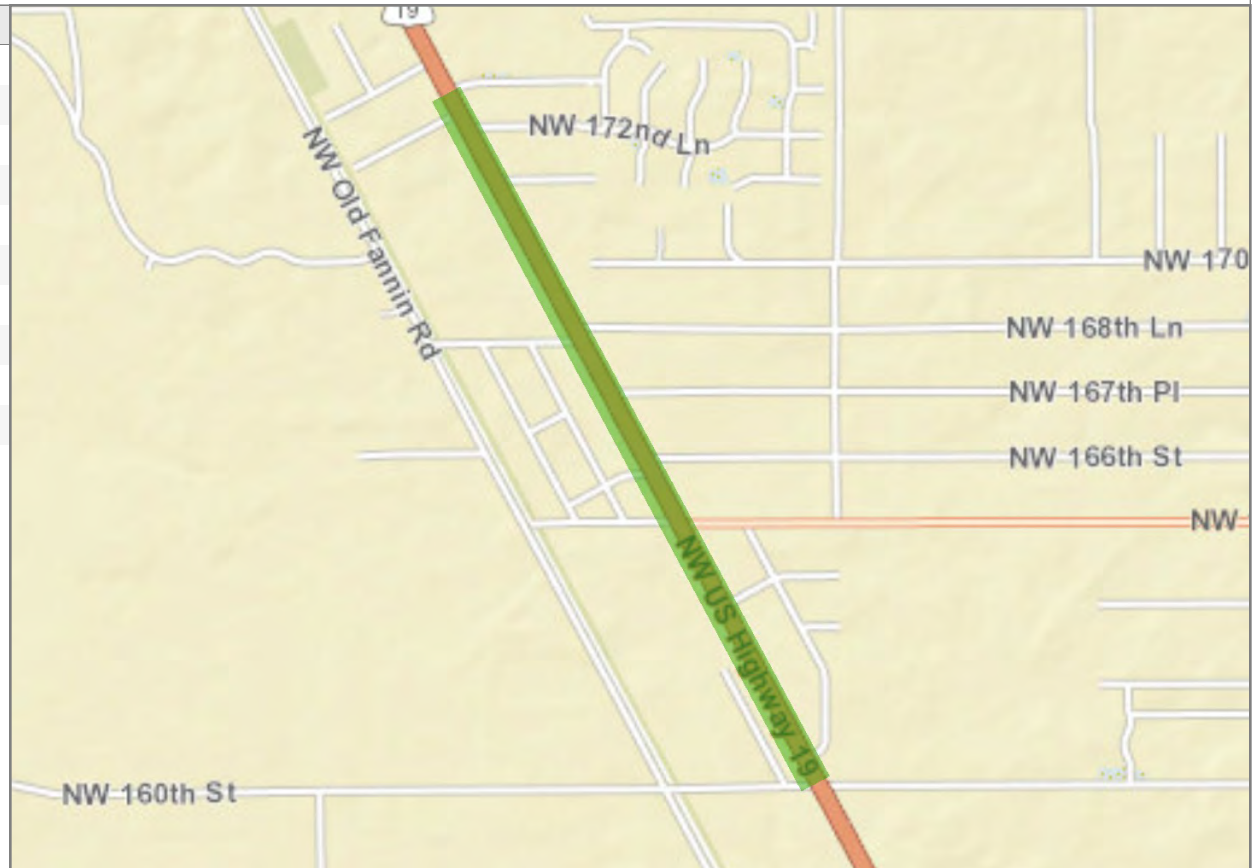 19
NW 172nd Ln
NW Old Fannin Rd
NW 170
NW 168th Ln
NW 167th Pl
NW 166th St
NW
NW US Highway 19
NW 160th St